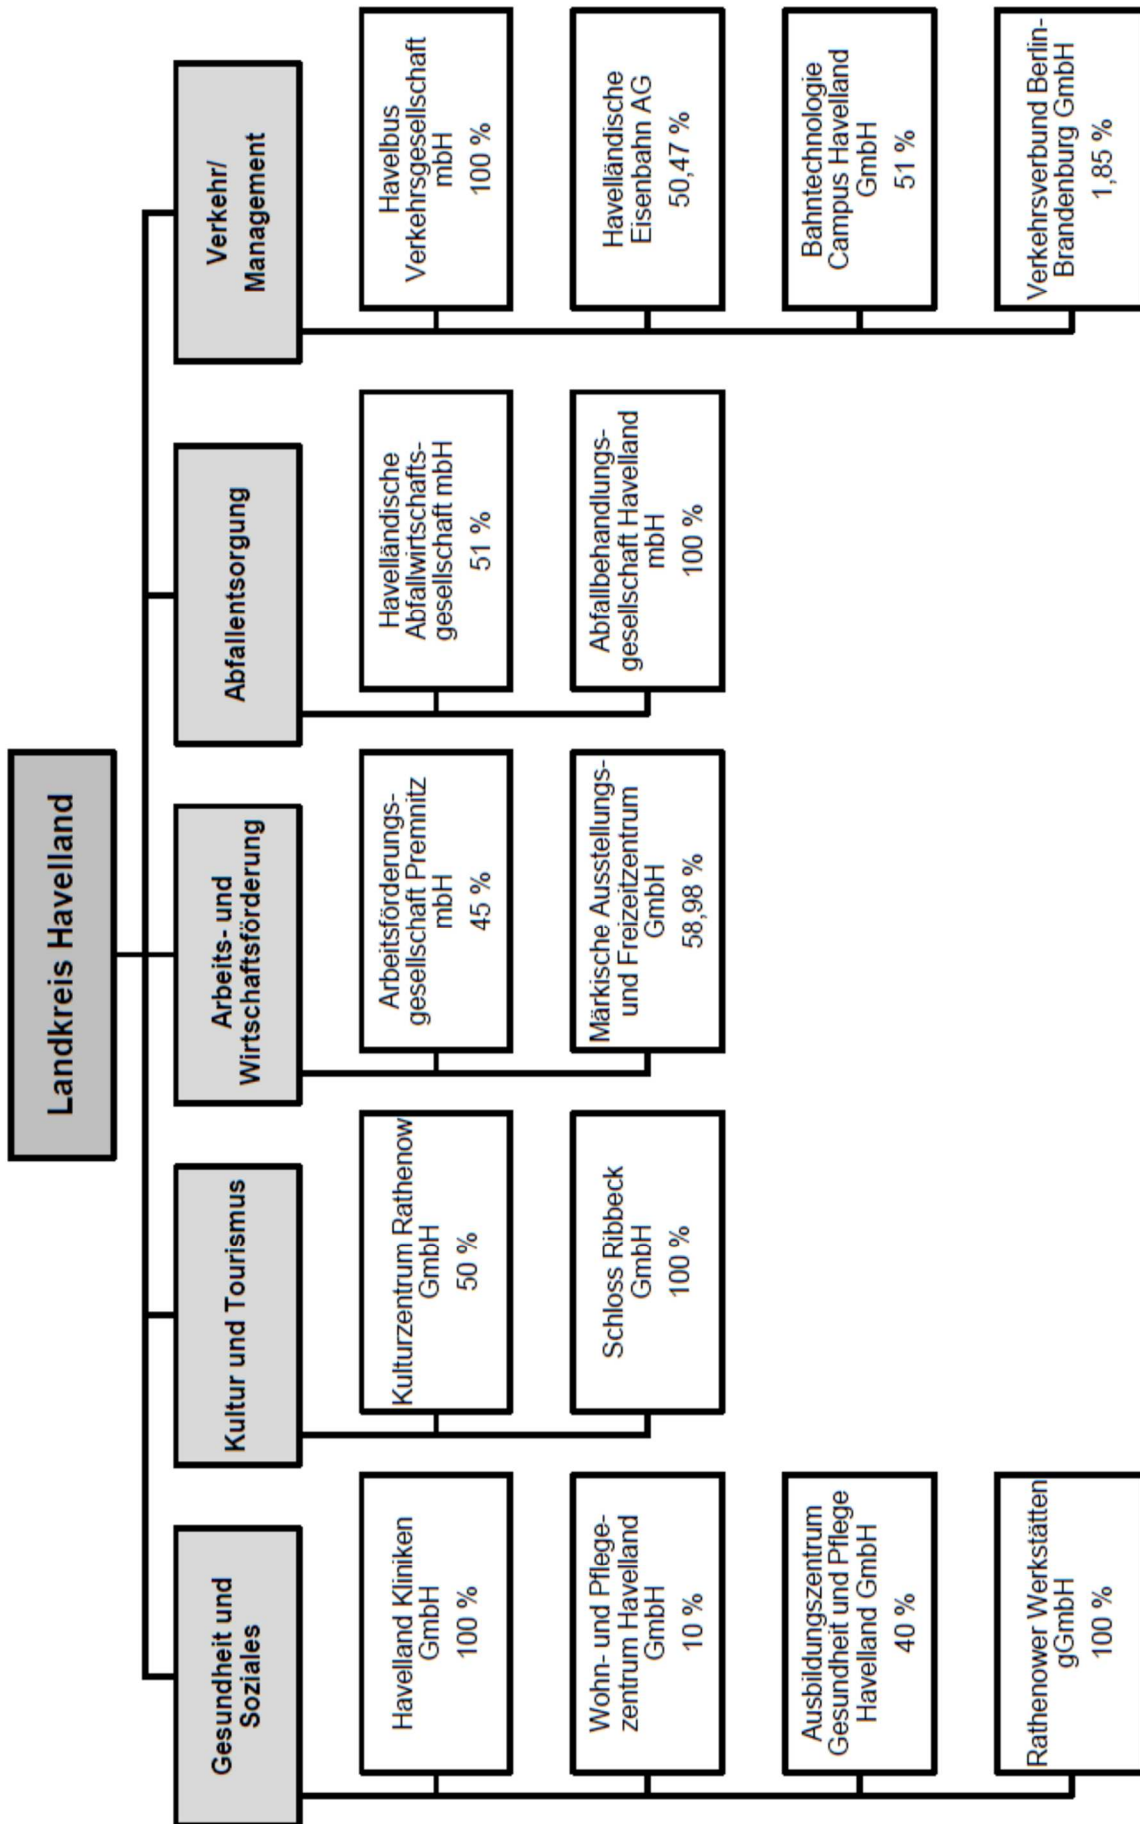 Landkreis Havelland
Gesundheit und
Soziales
Havelland Kliniken
GmbH
100 %
Wohn- und Pflege-
zentrum Havelland
GmbH
10 %
Ausbildungszentrum
Gesundheit und Pflege
Havelland GmbH
40 %
Rathenower Werkstätten
gGmbH
100 %
Kultur und Tourismus
Kulturzentrum Rathenow
GmbH
50 %
Schloss Ribbeck
GmbH
100 %
Arbeits- und
Wirtschaftsförderung
Arbeitsförderungs-
gesellschaft Premnitz
mbH
45 %
Märkische Ausstellungs-
und Freizeitzentrum
GmbH
58,98 %
Abfallentsorgung
Havelländische
Abfallwirtschafts-
gesellschaft mbH
51 %
Abfallbehandlungs-
gesellschaft Havelland
mbH
100 %
Verkehr/
Management
Havelbus
Verkehrsgesellschaft
mbH
100 %
Havelländische
Eisenbahn AG
50,47 %
Bahntechnologie
Campus Havelland
GmbH
51 %
Verkehrsverbund Berlin-
Brandenburg GmbH
1,85 %